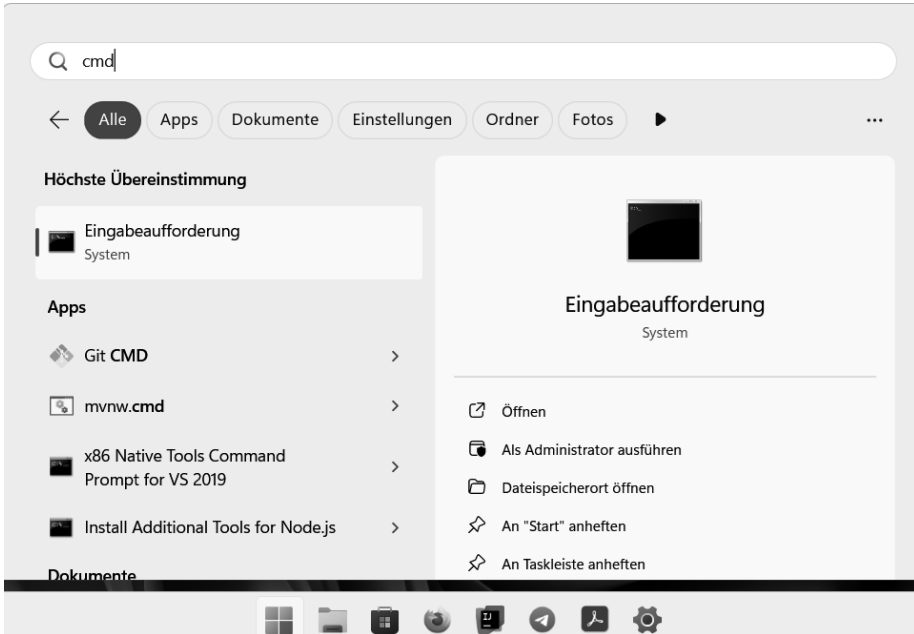 cmd
Alle Apps Dokumente Einstellungen Ordner Fotos
Höchste Übereinstimmung
Eingabeaufforderung
System
Apps
Git CMD
mvnw.cmd
x86 Native Tools Command
Prompt for VS 2019
Install Additional Tools for Node.js
Dokumente
Eingabeaufforderung
System
Öffnen
Als Administrator ausführen
Dateispeicherort öffnen
An "Start" anheften
An Taskleiste anheften